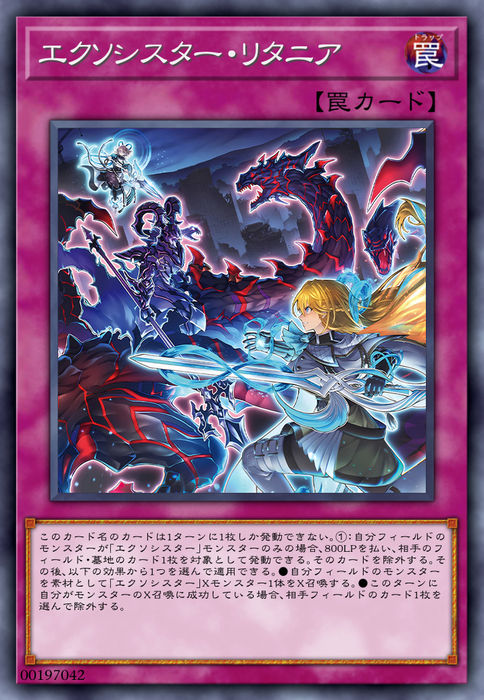 エクソシスター・リタニア
トラップ
罠
【罠カード】
このカード名のカードは1ターンに1枚しか発動できない。①:自分フィールドの
モンスターが「エクソシスター」モンスターのみの場合、800LPを払い、相手のフィ
ールド・墓地のカード1枚を対象として発動できる。そのカードを除外する。そ
の後、以下の効果から1つを選んで適用できる。●自分フィールドのモンスター
を素材として「エクソシスター」Xモンスター1体をX召喚する。●このターンに
自分がモンスターのX召喚に成功している場合、相手フィールドのカード1枚を
選んで除外する。
00197042